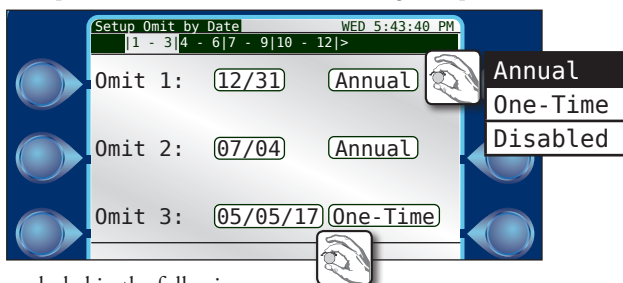 Setup Omit by Date WED 5:43:40 PM
|1 - 3|4 - 6|7 - 9|10 - 12|>
Omit 1: 12/31 Annual
Annual
One-Time
Disabled
Omit 2: 07/04 Annual
Omit 3: 05/05/17 One-Time